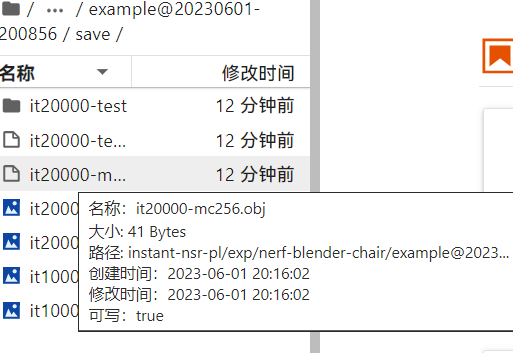 / ••• / example@20230601-
200856 / save /
名称 修改时间
it20000-test 12 分钟前
it20000-te... 12 分钟前
it20000-m... 12 分钟前
it2000
it2000
it1000
it1000
名称: it20000-mc256.obj
大小: 41 Bytes
路径: instant-nsr-pl/exp/nerf-blender-chair/example@2023...
创建时间: 2023-06-01 20:16:02
修改时间: 2023-06-01 20:16:02
可写: true